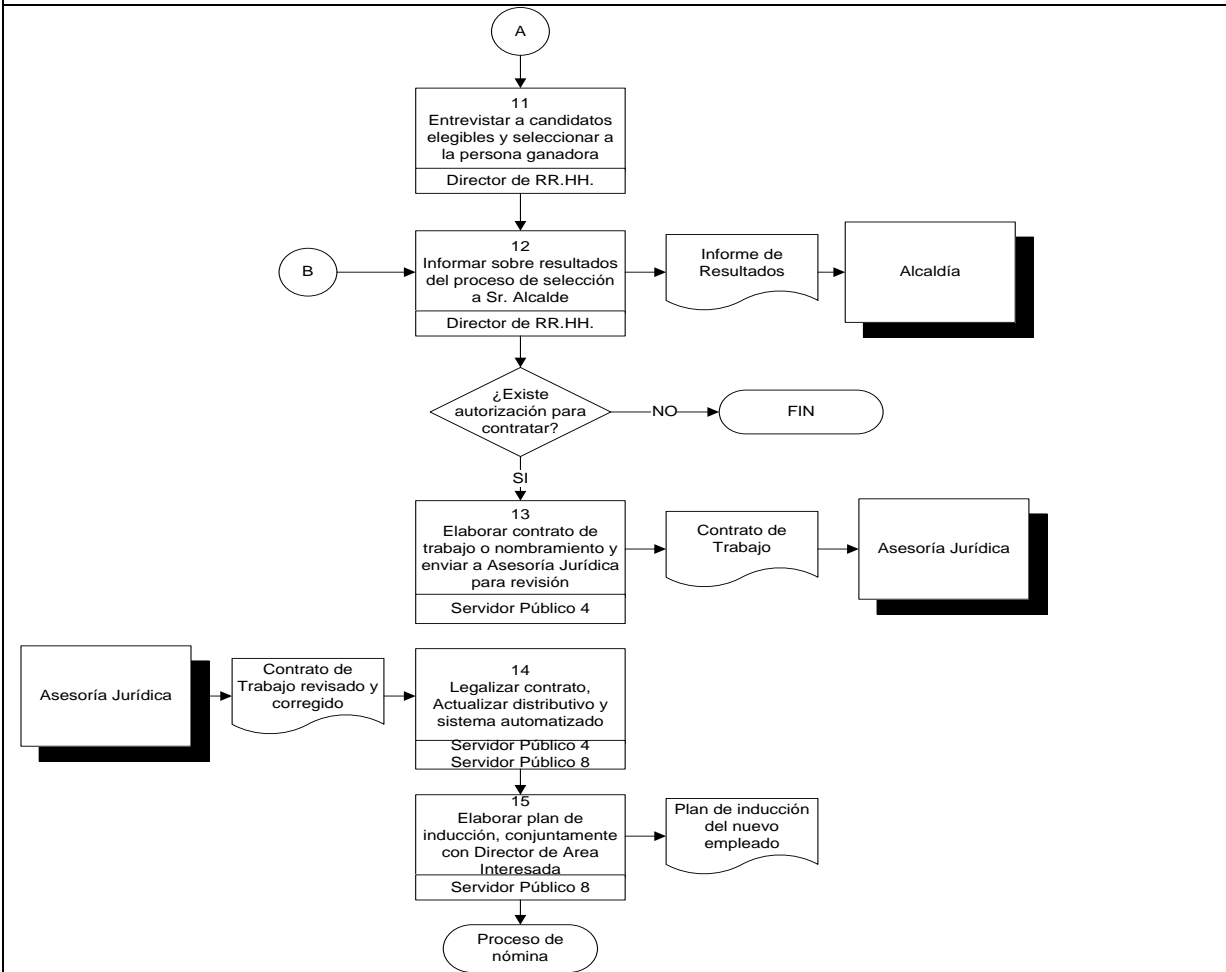 A
11
Entrevistar a candidatos
elegibles y seleccionar a
la persona ganadora
Director de RR.HH.
B
12
Informar sobre resultados
del proceso de selección
a Sr. Alcalde
Director de RR.HH.
Informe de
Resultados
Alcaldía
¿Existe
autorización para
contratar?
NO
FIN
SI
13
Elaborar contrato de
trabajo o nombramiento y
enviar a Asesoría Jurídica
para revisión
Servidor Público 4
Contrato de
Trabajo
Asesoría Jurídica
Asesoría Jurídica
Contrato de
Trabajo revisado y
corregido
14
Legalizar contrato,
Actualizar distributivo y
sistema automatizado
Servidor Público 4
Servidor Público 8
15
Elaborar plan de
inducción, conjuntamente
con Director de Area
Interesada
Servidor Público 8
Plan de inducción
del nuevo
empleado
Proceso de
nómina